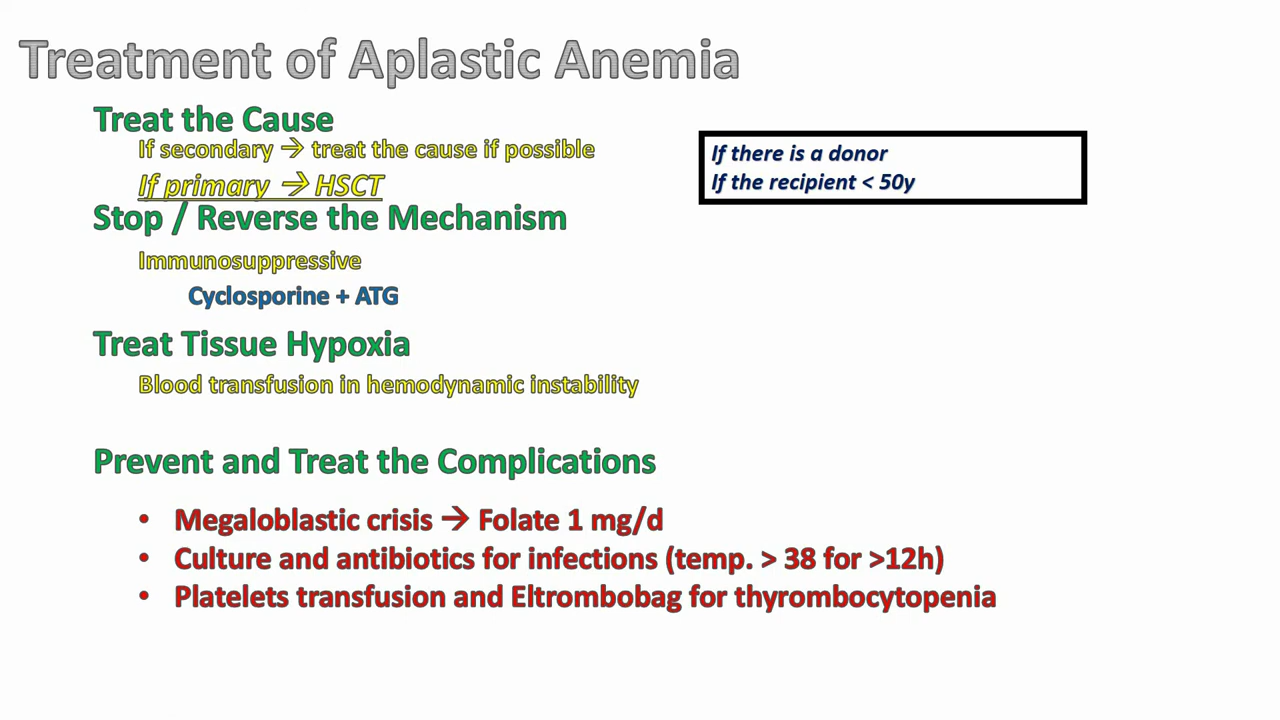 Treatment of Aplastic Anemia
Treat the Cause
If secondary → treat the cause if possible
If primary → HSCT
If there is a donor
If the recipient < 50y
Stop / Reverse the Mechanism
Immunosuppressive
Cyclosporine + ATG
Treat Tissue Hypoxia
Blood transfusion in hemodynamic instability
Prevent and Treat the Complications
• Megaloblastic crisis → Folate 1 mg/d
• Culture and antibiotics for infections (temp. > 38 for >12h)
• Platelets transfusion and Eltrombobag for thyrombocytopenia